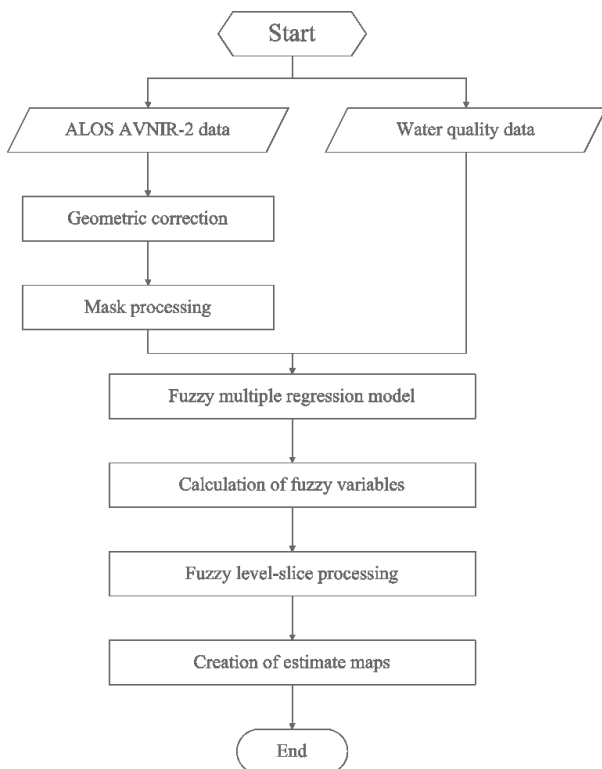 Start
ALOS AVNIR-2 data
Water quality data
Geometric correction
Mask processing
Fuzzy multiple regression model
Calculation of fuzzy variables
Fuzzy level-slice processing
Creation of estimate maps
End